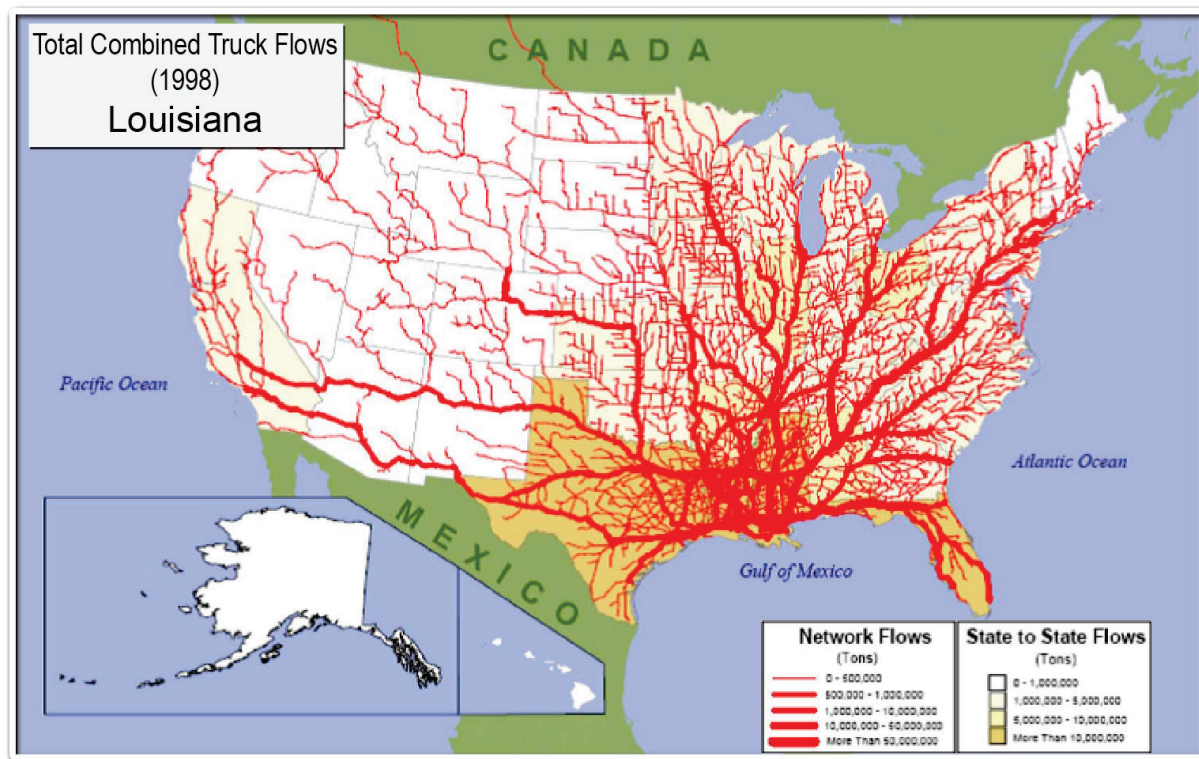 Total Combined Truck Flows
(1998)
Louisiana
CANADA
Pacific Ocean
Atlantic Ocean
MEXICO
Gulf of Mexico
Network Flows
(Tons)
0 - 500,000
500,000 - 1,000,000
1,000,000 - 10,000,000
10,000,000 - 50,000,000
More Than 50,000,000
State to State Flows
(Tons)
0 - 1,000,000
1,000,000 - 5,000,000
5,000,000 - 10,000,000
More Than 10,000,000